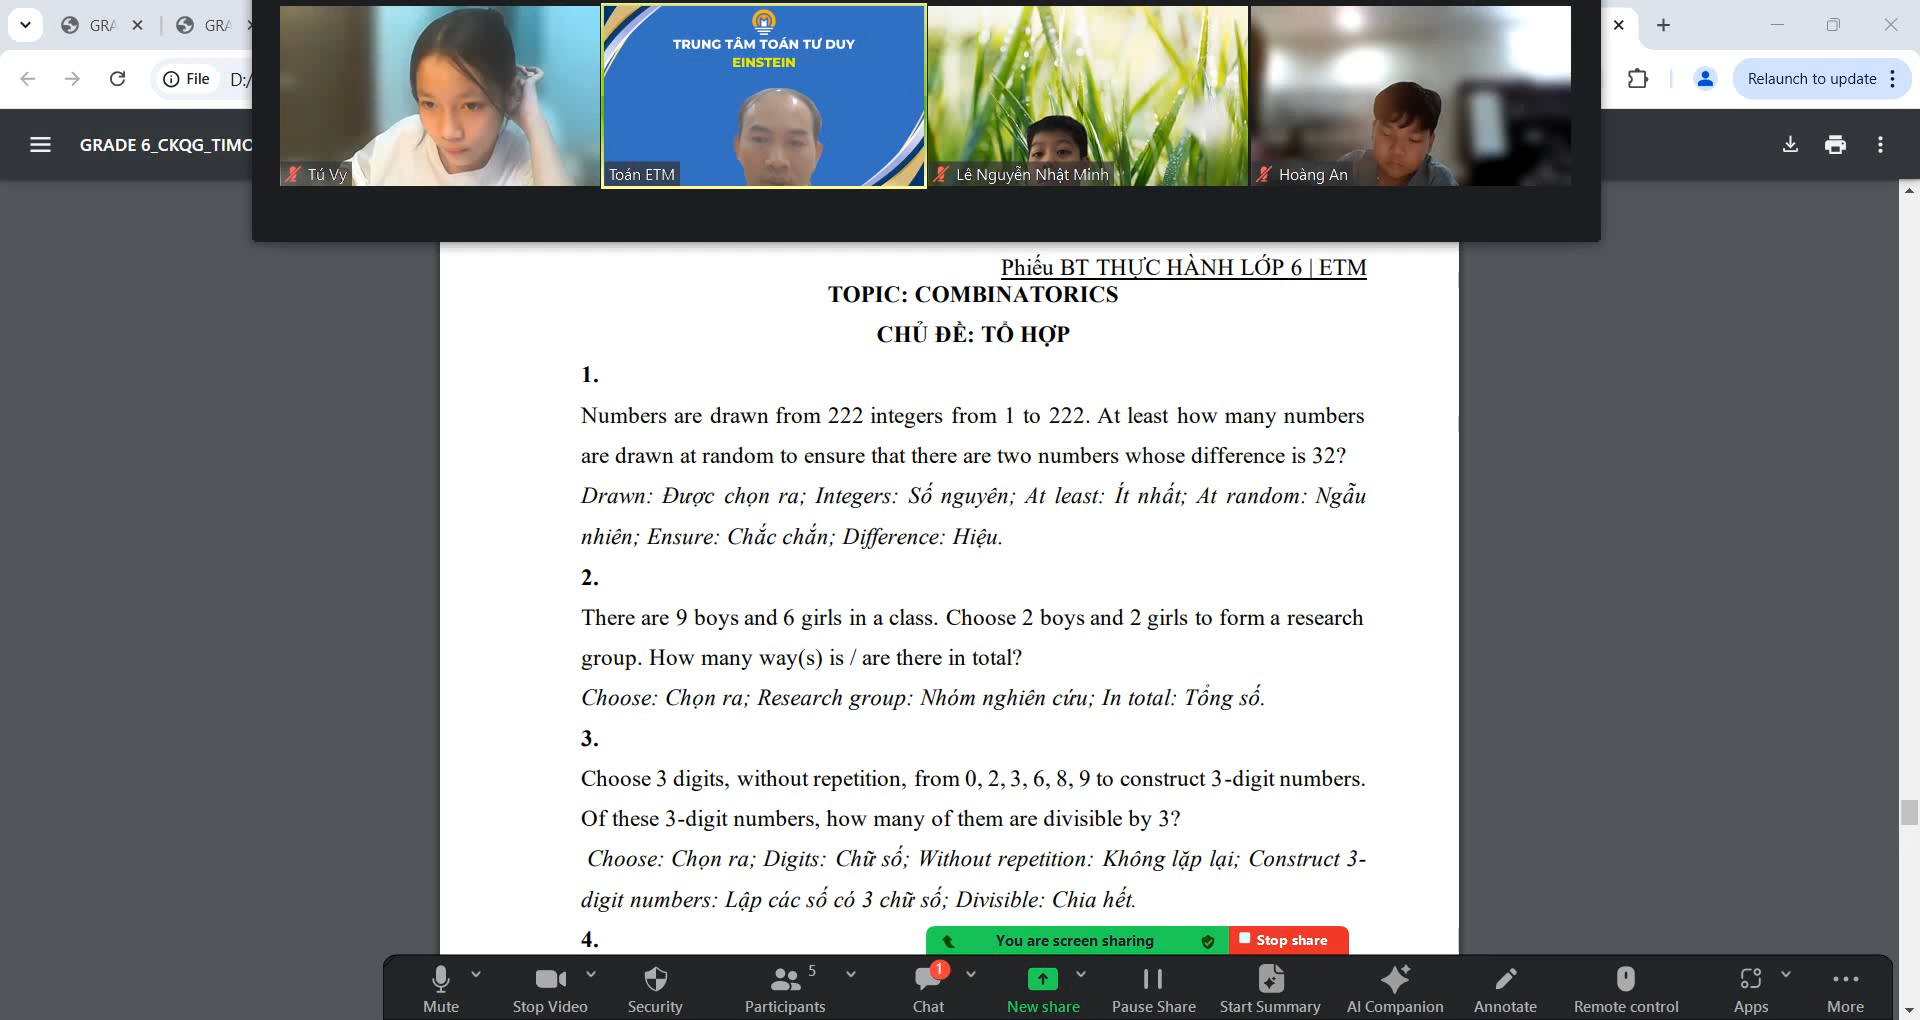 GRA
GRA
File
D:/
Relaunch to update
GRADE 6_CKQG_TIMO
TRUNG TÂM TOÁN TƯ DUY
EINSTEIN
Tú Vy
Toán ETM
Lê Nguyễn Nhật Minh
Hoàng An
Phiếu BT THỰC HÀNH LỚP 6 | ETM
TOPIC: COMBINATORICS
CHỦ ĐỀ: TỔ HỢP
1.
Numbers are drawn from 222 integers from 1 to 222. At least how many numbers
are drawn at random to ensure that there are two numbers whose difference is 32?
Drawn: Được chọn ra; Integers: Số nguyên; At least: Ít nhất; At random: Ngẫu
nhiên; Ensure: Chắc chắn; Difference: Hiệu.
2.
There are 9 boys and 6 girls in a class. Choose 2 boys and 2 girls to form a research
group. How many way(s) is / are there in total?
Choose: Chọn ra; Research group: Nhóm nghiên cứu; In total: Tổng số.
3.
Choose 3 digits, without repetition, from 0, 2, 3, 6, 8, 9 to construct 3-digit numbers.
Of these 3-digit numbers, how many of them are divisible by 3?
Choose: Chọn ra; Digits: Chữ số; Without repetition: Không lặp lại; Construct 3-
digit numbers: Lập các số có 3 chữ số; Divisible: Chia hết.
4.
You are screen sharing
Stop share
Mute
Stop Video
Security
Participants
5
Chat
1
New share
Pause Share
Start Summary
AI Companion
Annotate
Remote control
Apps
More